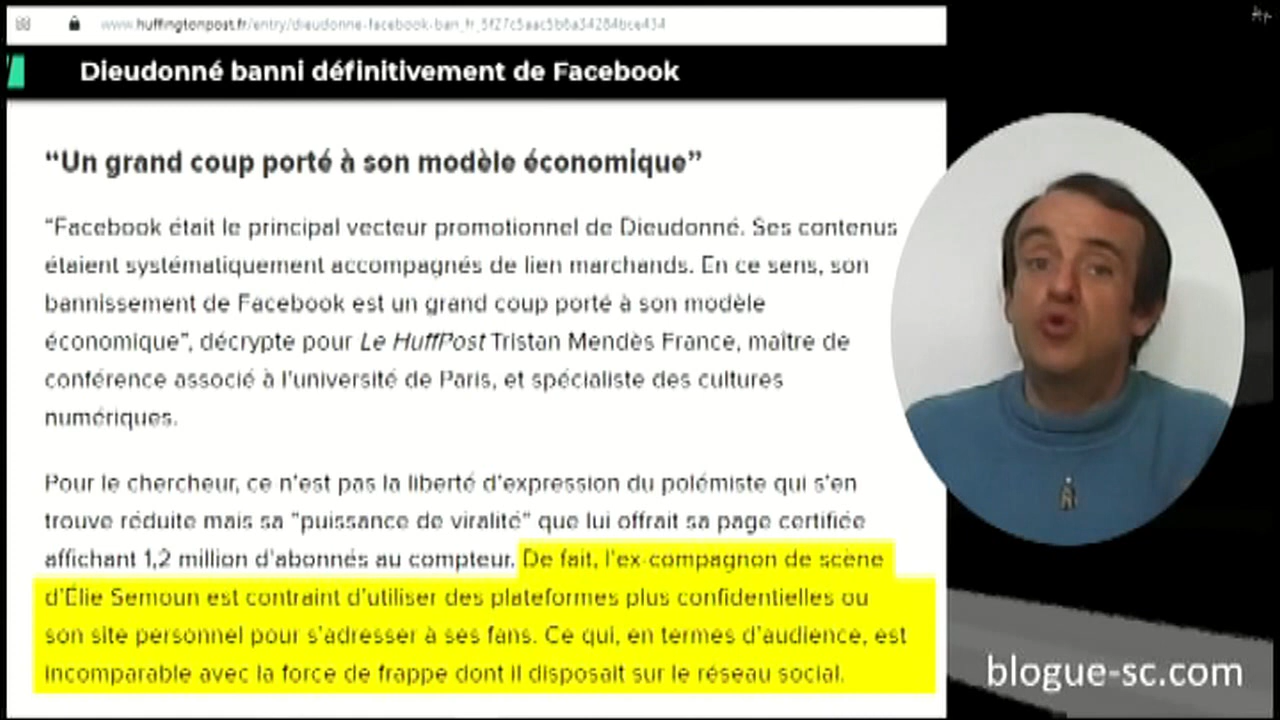 www.huffingtonpost.fr/entry/dieudonne-facebook-ban_fr_5f27c5aac5b6a34284bce434
Dieudonné banni définitivement de Facebook
“Un grand coup porté à son modèle économique”
“Facebook était le principal vecteur promotionnel de Dieudonné. Ses contenus
étaient systématiquement accompagnés de lien marchands. En ce sens, son
bannissement de Facebook est un grand coup porté à son modèle
économique”, décrypte pour Le HuffPost Tristan Mendès France, maître de
conférence associé à l’université de Paris, et spécialiste des cultures
numériques.
Pour le chercheur, ce n’est pas la liberté d’expression du polémiste qui s’en
trouve réduite mais sa “puissance de viralité” que lui offrait sa page certifiée
affichant 1,2 million d’abonnés au compteur. De fait, l’ex-compagnon de scène
d’Élie Semoun est contraint d’utiliser des plateformes plus confidentielles ou
son site personnel pour s’adresser à ses fans. Ce qui, en termes d’audience, est
incomparable avec la force de frappe dont il disposait sur le réseau social.
blogue-sc.com